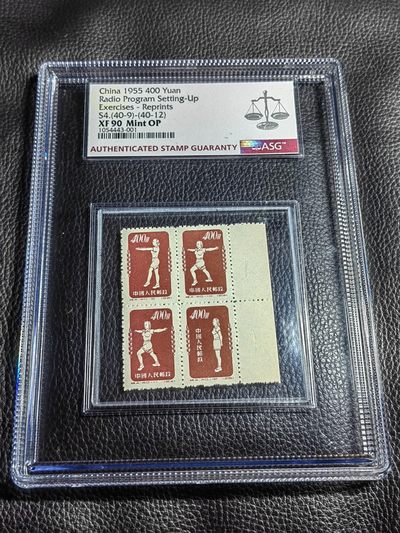 China 1955 400 Yuan
Radio Program Setting-Up
Exercises - Reprints
S4.(40-9)-(40-12)
XF 90 Mint OP
1054443-001
AUTHENTICATED STAMP GUARANTY
ASG
400圓
400圓
中國人民郵政
中國人民郵政
400圓
400圓
中國人民郵政
中國人民郵政